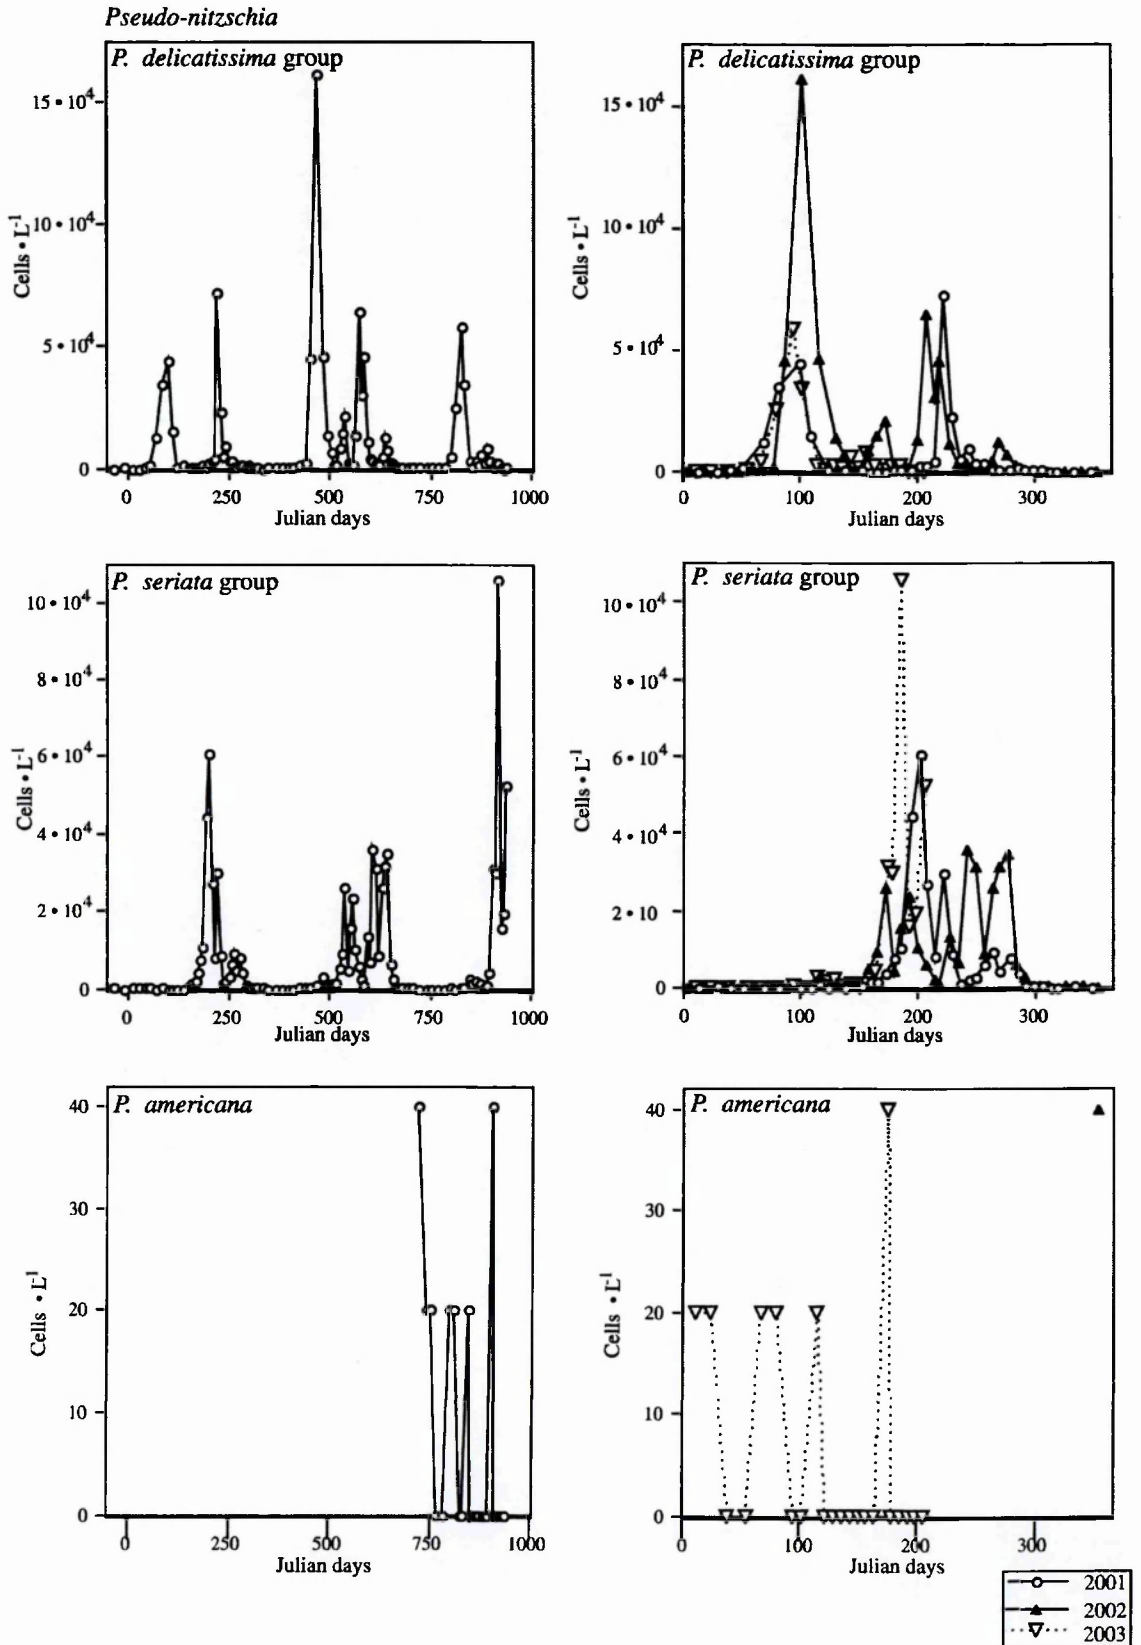 Pseudo-nitzschia
P. delicatissima group
15 • 10⁴
10 • 10⁴
5 • 10⁴
0
Cells • L⁻¹
0 250 500 750 1000
Julian days
P. delicatissima group
15 • 10⁴
10 • 10⁴
5 • 10⁴
0
Cells • L⁻¹
0 100 200 300
Julian days
P. seriata group
10 • 10⁴
8 • 10⁴
6 • 10⁴
4 • 10⁴
2 • 10⁴
0
Cells • L⁻¹
0 250 500 750 1000
Julian days
P. seriata group
10 • 10⁴
8 • 10⁴
6 • 10⁴
4 • 10⁴
2 • 10
0
Cells • L⁻¹
0 100 200 300
Julian days
P. americana
40
30
20
10
0
Cells • L⁻¹
0 250 500 750 1000
Julian days
P. americana
40
30
20
10
0
Cells • L⁻¹
0 100 200 300
Julian days
2001
2002
2003